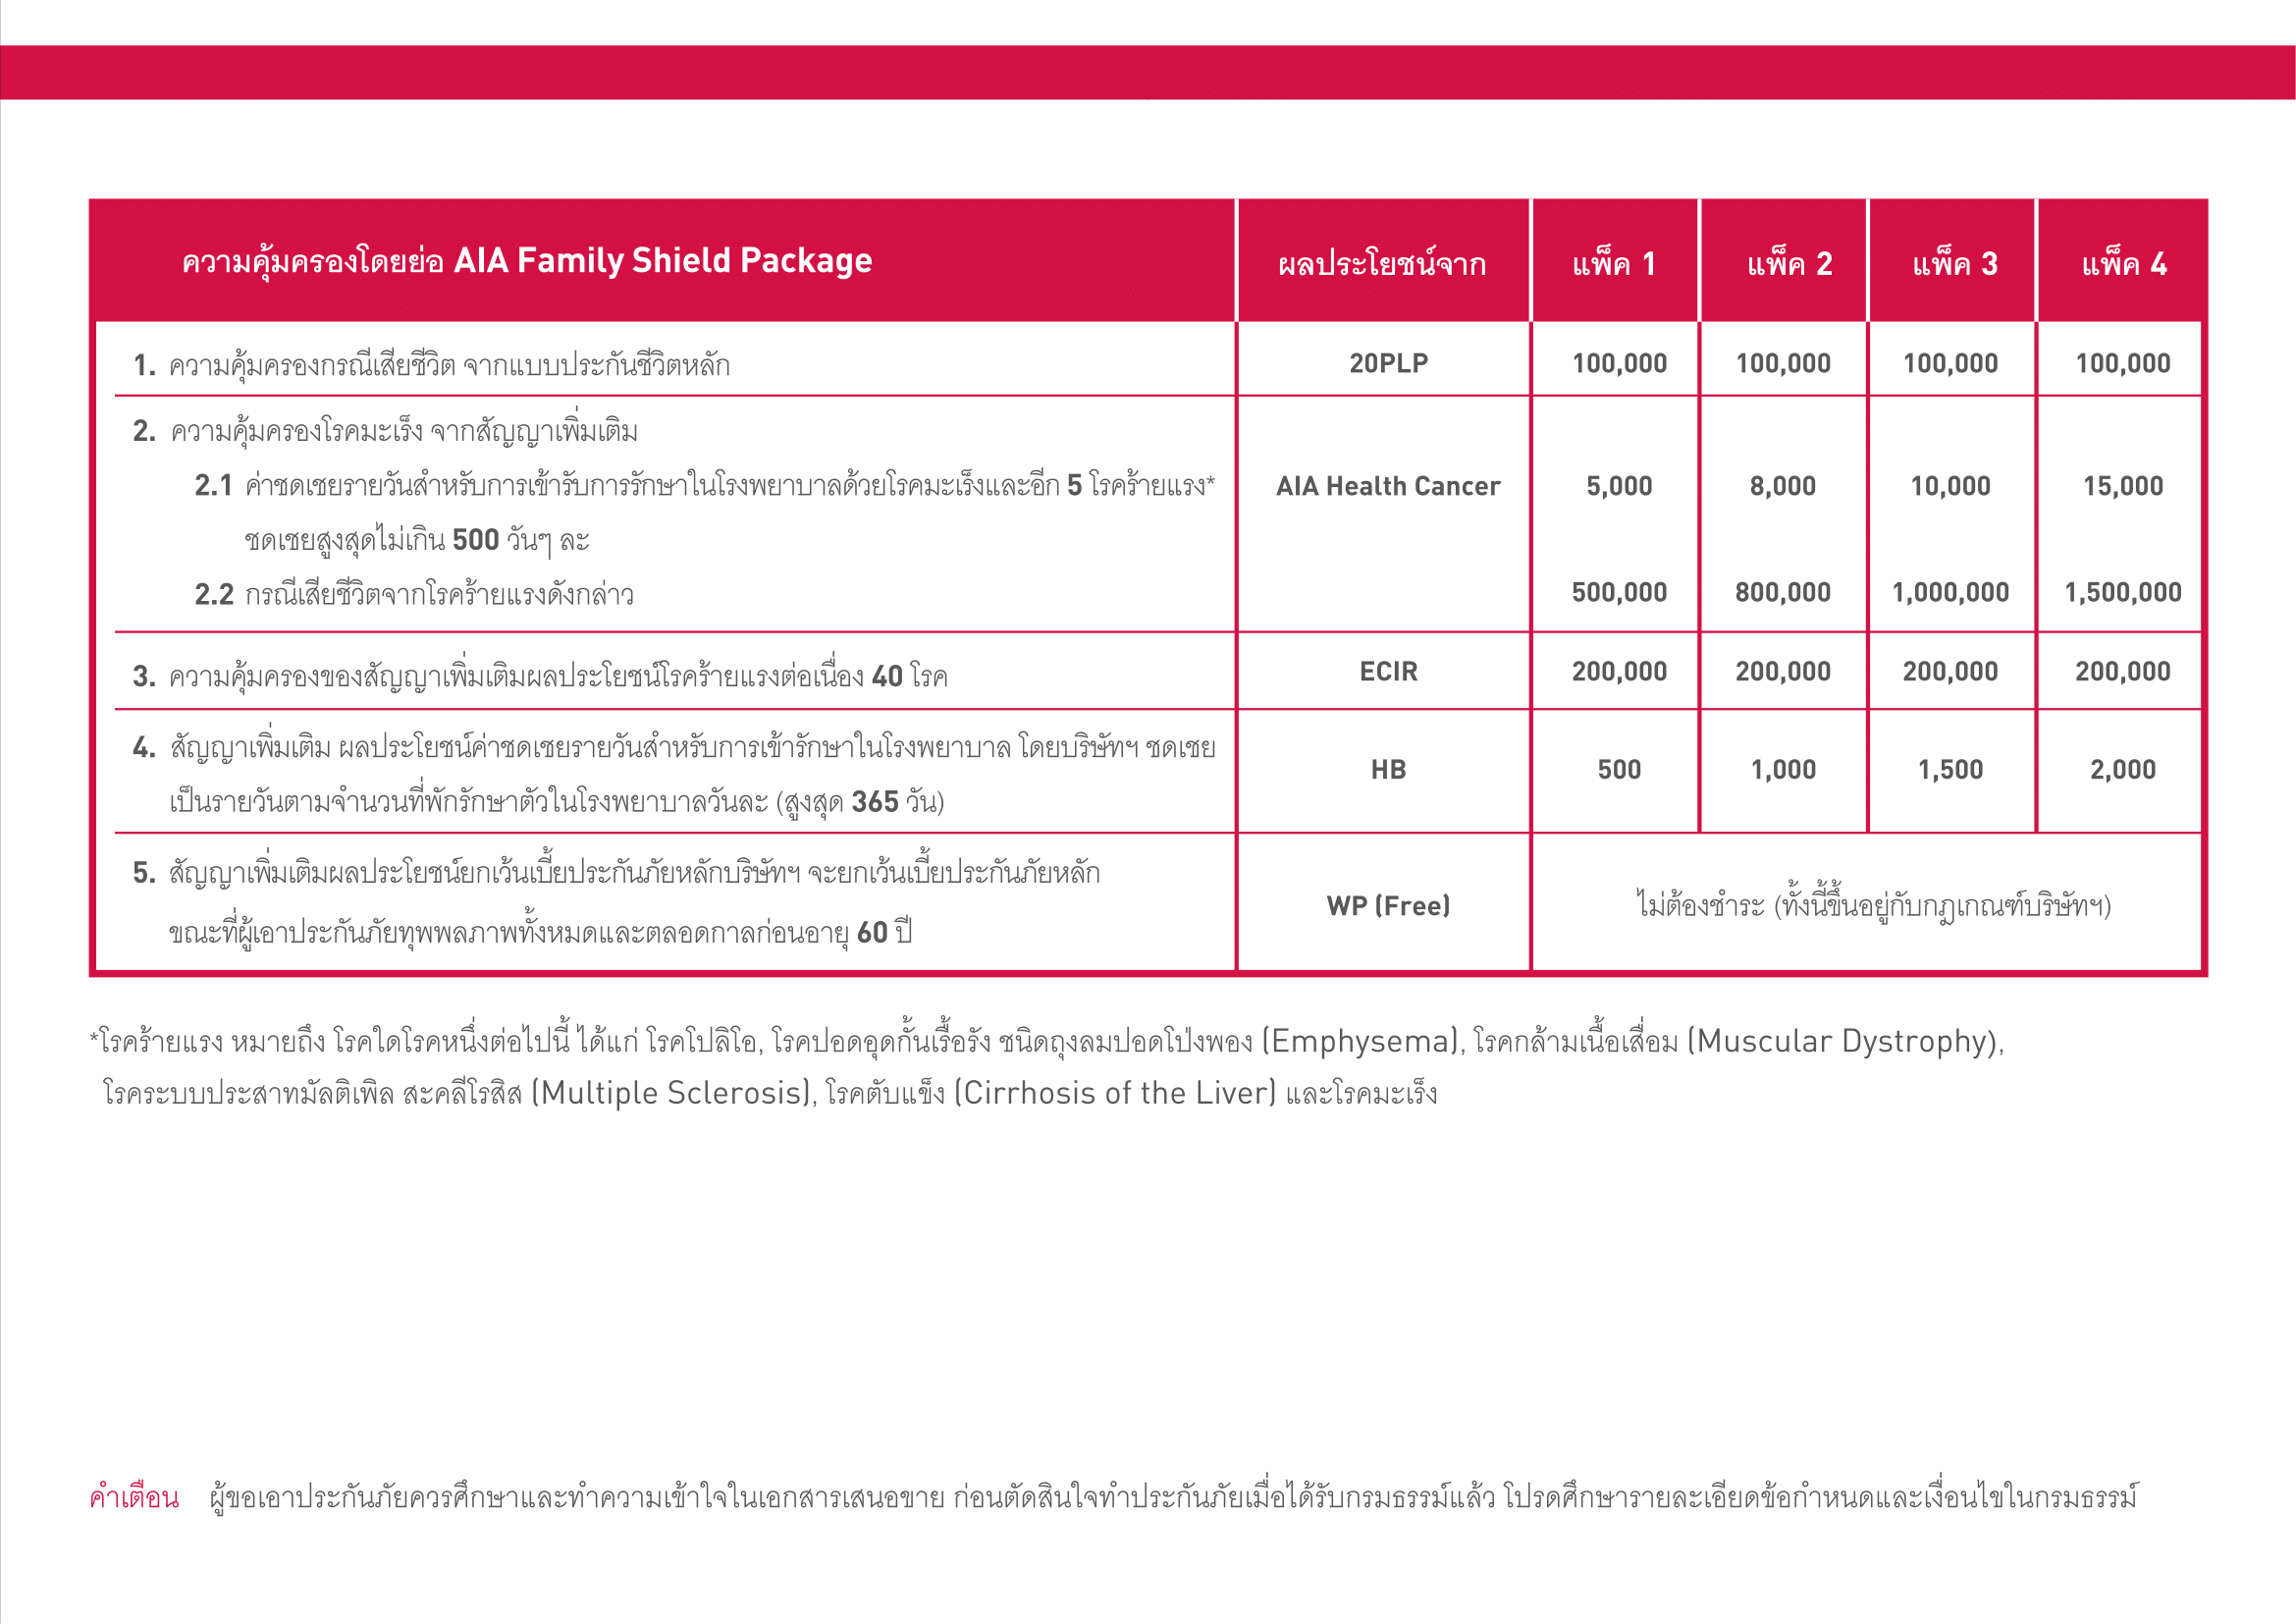 ความคุ้มครองโดยย่อ AIA Family Shield Package ผลประโยชน์จาก แพ็ค 1 แพ็ค 2 แพ็ค 3 แพ็ค 4
1. ความคุ้มครองกรณีเสียชีวิต จากแบบประกันชีวิตหลัก 20PLP 100,000 100,000 100,000 100,000
2. ความคุ้มครองโรคมะเร็ง จากสัญญาเพิ่มเติม
2.1 ค่าชดเชยรายวันสำหรับการเข้ารับการรักษาในโรงพยาบาลด้วยโรคมะเร็งและอีก 5 โรคร้ายแรง* AIA Health Cancer 5,000 8,000 10,000 15,000
ชดเชยสูงสุดไม่เกิน 500 วันๆ ละ
2.2 กรณีเสียชีวิตจากโรคร้ายแรงดังกล่าว 500,000 800,000 1,000,000 1,500,000
3. ความคุ้มครองของสัญญาเพิ่มเติมผลประโยชน์โรคร้ายแรงต่อเนื่อง 40 โรค ECIR 200,000 200,000 200,000 200,000
4. สัญญาเพิ่มเติม ผลประโยชน์ค่าชดเชยรายวันสำหรับการเข้ารักษาในโรงพยาบาล โดยบริษัทฯ ชดเชย
เป็นรายวันตามจำนวนที่พักรักษาตัวในโรงพยาบาลวันละ (สูงสุด 365 วัน) HB 500 1,000 1,500 2,000
5. สัญญาเพิ่มเติมผลประโยชน์ยกเว้นเบี้ยประกันภัยหลักบริษัทฯ จะยกเว้นเบี้ยประกันภัยหลัก
ขณะที่ผู้เอาประกันภัยทุพพลภาพทั้งหมดและตลอดกาลก่อนอายุ 60 ปี WP (Free) ไม่ต้องชำระ (ทั้งนี้ขึ้นอยู่กับกฎเกณฑ์บริษัทฯ)
*โรคร้ายแรง หมายถึง โรคใดโรคหนึ่งต่อไปนี้ ได้แก่ โรคโปลิโอ, โรคปอดอุดกั้นเรื้อรัง ชนิดถุงลมปอดโป่งพอง (Emphysema), โรคกล้ามเนื้อเสื่อม (Muscular Dystrophy),
โรคระบบประสาทมัลติเพิล สะคลีโรสิส (Multiple Sclerosis), โรคตับแข็ง (Cirrhosis of the Liver) และโรคมะเร็ง
คำเตือน ผู้ขอเอาประกันภัยควรศึกษาและทำความเข้าใจในเอกสารเสนอขาย ก่อนตัดสินใจทำประกันภัยเมื่อได้รับกรมธรรม์แล้ว โปรดศึกษารายละเอียดข้อกำหนดและเงื่อนไขในกรมธรรม์